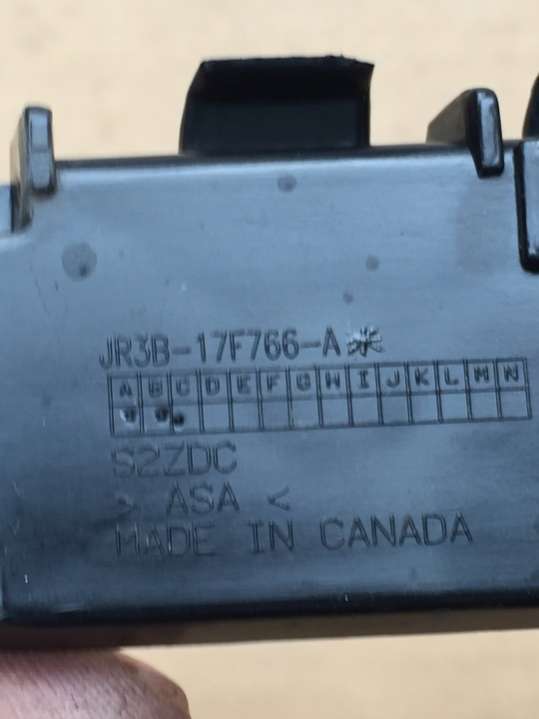 JR3B-17F766-A*
A B C D E F G H I J K L M N
S2ZDC
> ASA <
MADE IN CANADA